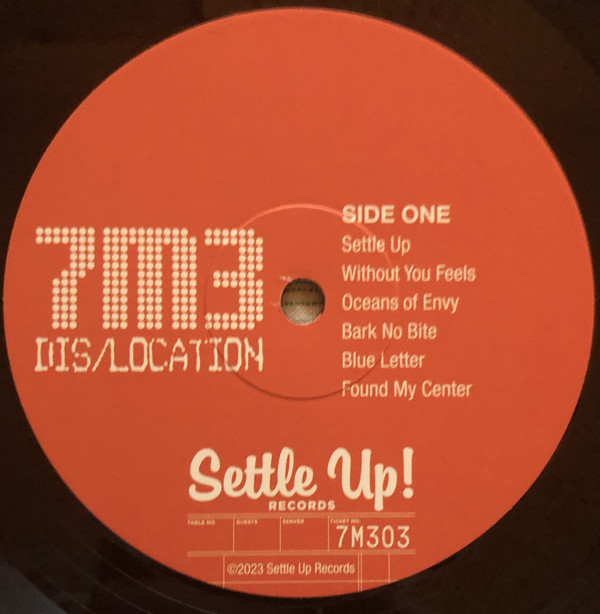 7M3
DIS/LOCATION
SIDE ONE
Settle Up
Without You Feels
Oceans of Envy
Bark No Bite
Blue Letter
Found My Center
Settle Up!
RECORDS
TABLE NO. GUESTS SERVER TICKET NO.
7M303
©2023 Settle Up Records